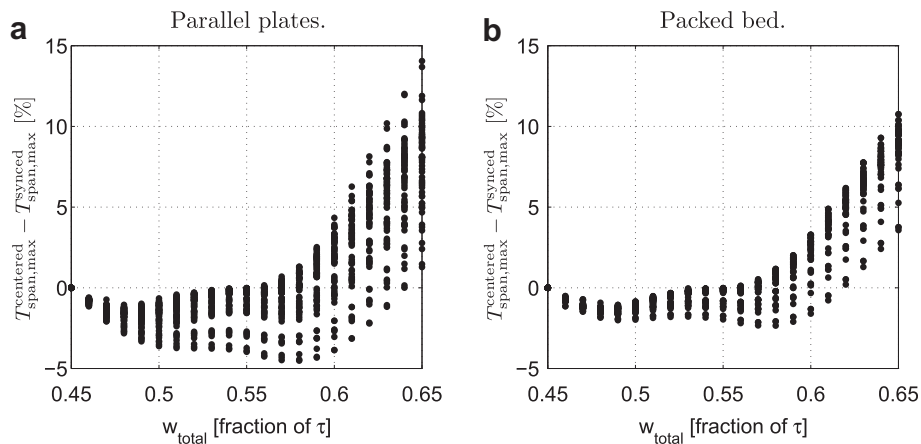 a
Parallel plates.
15
10
5
0
−5
0.45 0.5 0.55 0.6 0.65
T^centered_span,max − T^synced_span,max [%]
w_total [fraction of τ]
b
Packed bed.
15
10
5
0
−5
0.45 0.5 0.55 0.6 0.65
T^centered_span,max − T^synced_span,max [%]
w_total [fraction of τ]